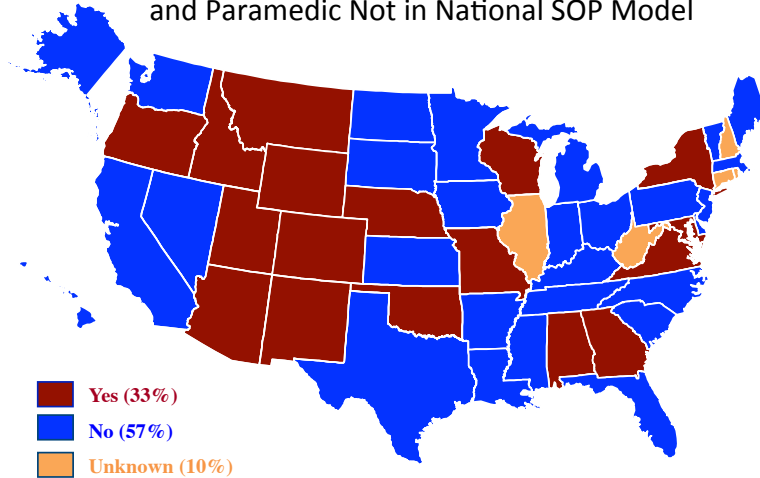 and Paramedic Not in National SOP Model
Yes (33%)
No (57%)
Unknown (10%)